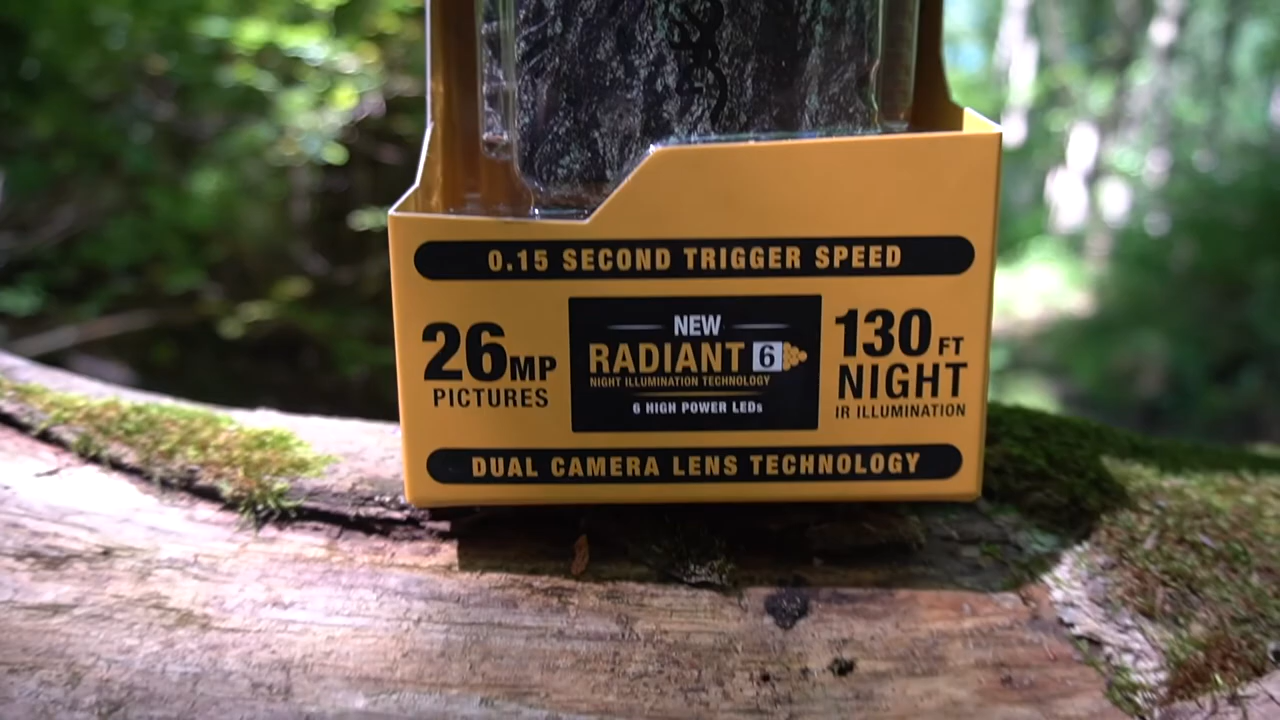 0.15 SECOND TRIGGER SPEED
26MP
PICTURES
NEW
RADIANT 6
NIGHT ILLUMINATION TECHNOLOGY
6 HIGH POWER LEDs
130 FT
NIGHT
IR ILLUMINATION
DUAL CAMERA LENS TECHNOLOGY